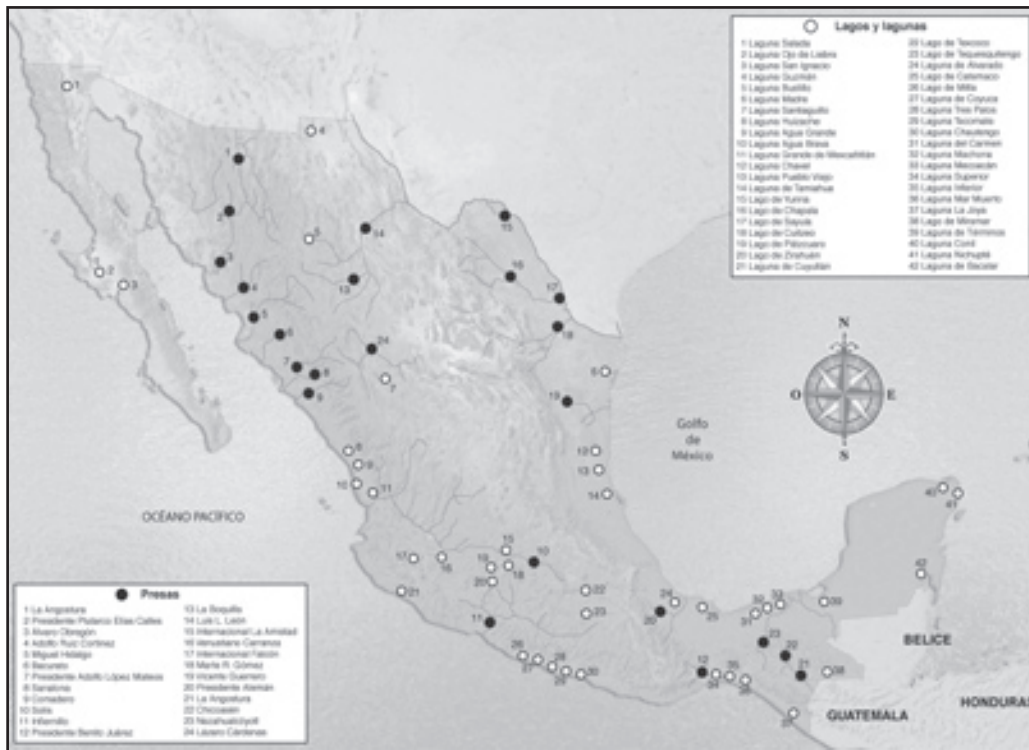 Lagos y lagunas
1 Laguna Salada
2 Laguna Ojo de Liebre
3 Laguna San Ignacio
4 Laguna Guzmán
5 Laguna Bustillo
6 Laguna Madre
7 Laguna Santiaguillo
8 Laguna Huizache
9 Laguna Agua Grande
10 Laguna Agua Brava
11 Laguna Grande de Mexcaltitlán
12 Laguna Chavel
13 Laguna Pueblo Viejo
14 Laguna de Tamiahua
15 Lago de Yuriria
16 Lago de Chapala
17 Lago de Sayula
18 Lago de Cuitzeo
19 Lago de Pátzcuaro
20 Lago de Zirahuén
21 Laguna de Cuyutlán
22 Lago de Texcoco
23 Lago de Tequesquitengo
24 Laguna de Alvarado
25 Lago de Catemaco
26 Lago de Mitla
27 Laguna de Coyuca
28 Laguna Tres Palos
29 Laguna Tecomate
30 Laguna Chautengo
31 Laguna del Carmen
32 Laguna Machona
33 Laguna Mecoacán
34 Laguna Superior
35 Laguna Inferior
36 Laguna Mar Muerto
37 Laguna La Joya
38 Lago de Miramar
39 Laguna de Términos
40 Laguna Conil
41 Laguna Nichupté
42 Laguna de Bacalar
N
O
E
S
Golfo
de
México
OCÉANO PACÍFICO
BELICE
GUATEMALA
HONDURAS
Presas
1 La Angostura
2 Presidente Plutarco Elías Calles
3 Álvaro Obregón
4 Adolfo Ruiz Cortínez
5 Miguel Hidalgo
6 Bacurato
7 Presidente Adolfo López Mateos
8 Sanalona
9 Comedero
10 Solís
11 Infiernillo
12 Presidente Benito Juárez
13 La Boquilla
14 Luis L. León
15 Internacional La Amistad
16 Venustiano Carranza
17 Internacional Falcón
18 Marte R. Gómez
19 Vicente Guerrero
20 Presidente Alemán
21 La Angostura
22 Chicoasén
23 Nezahualcóyotl
24 Lázaro Cárdenas